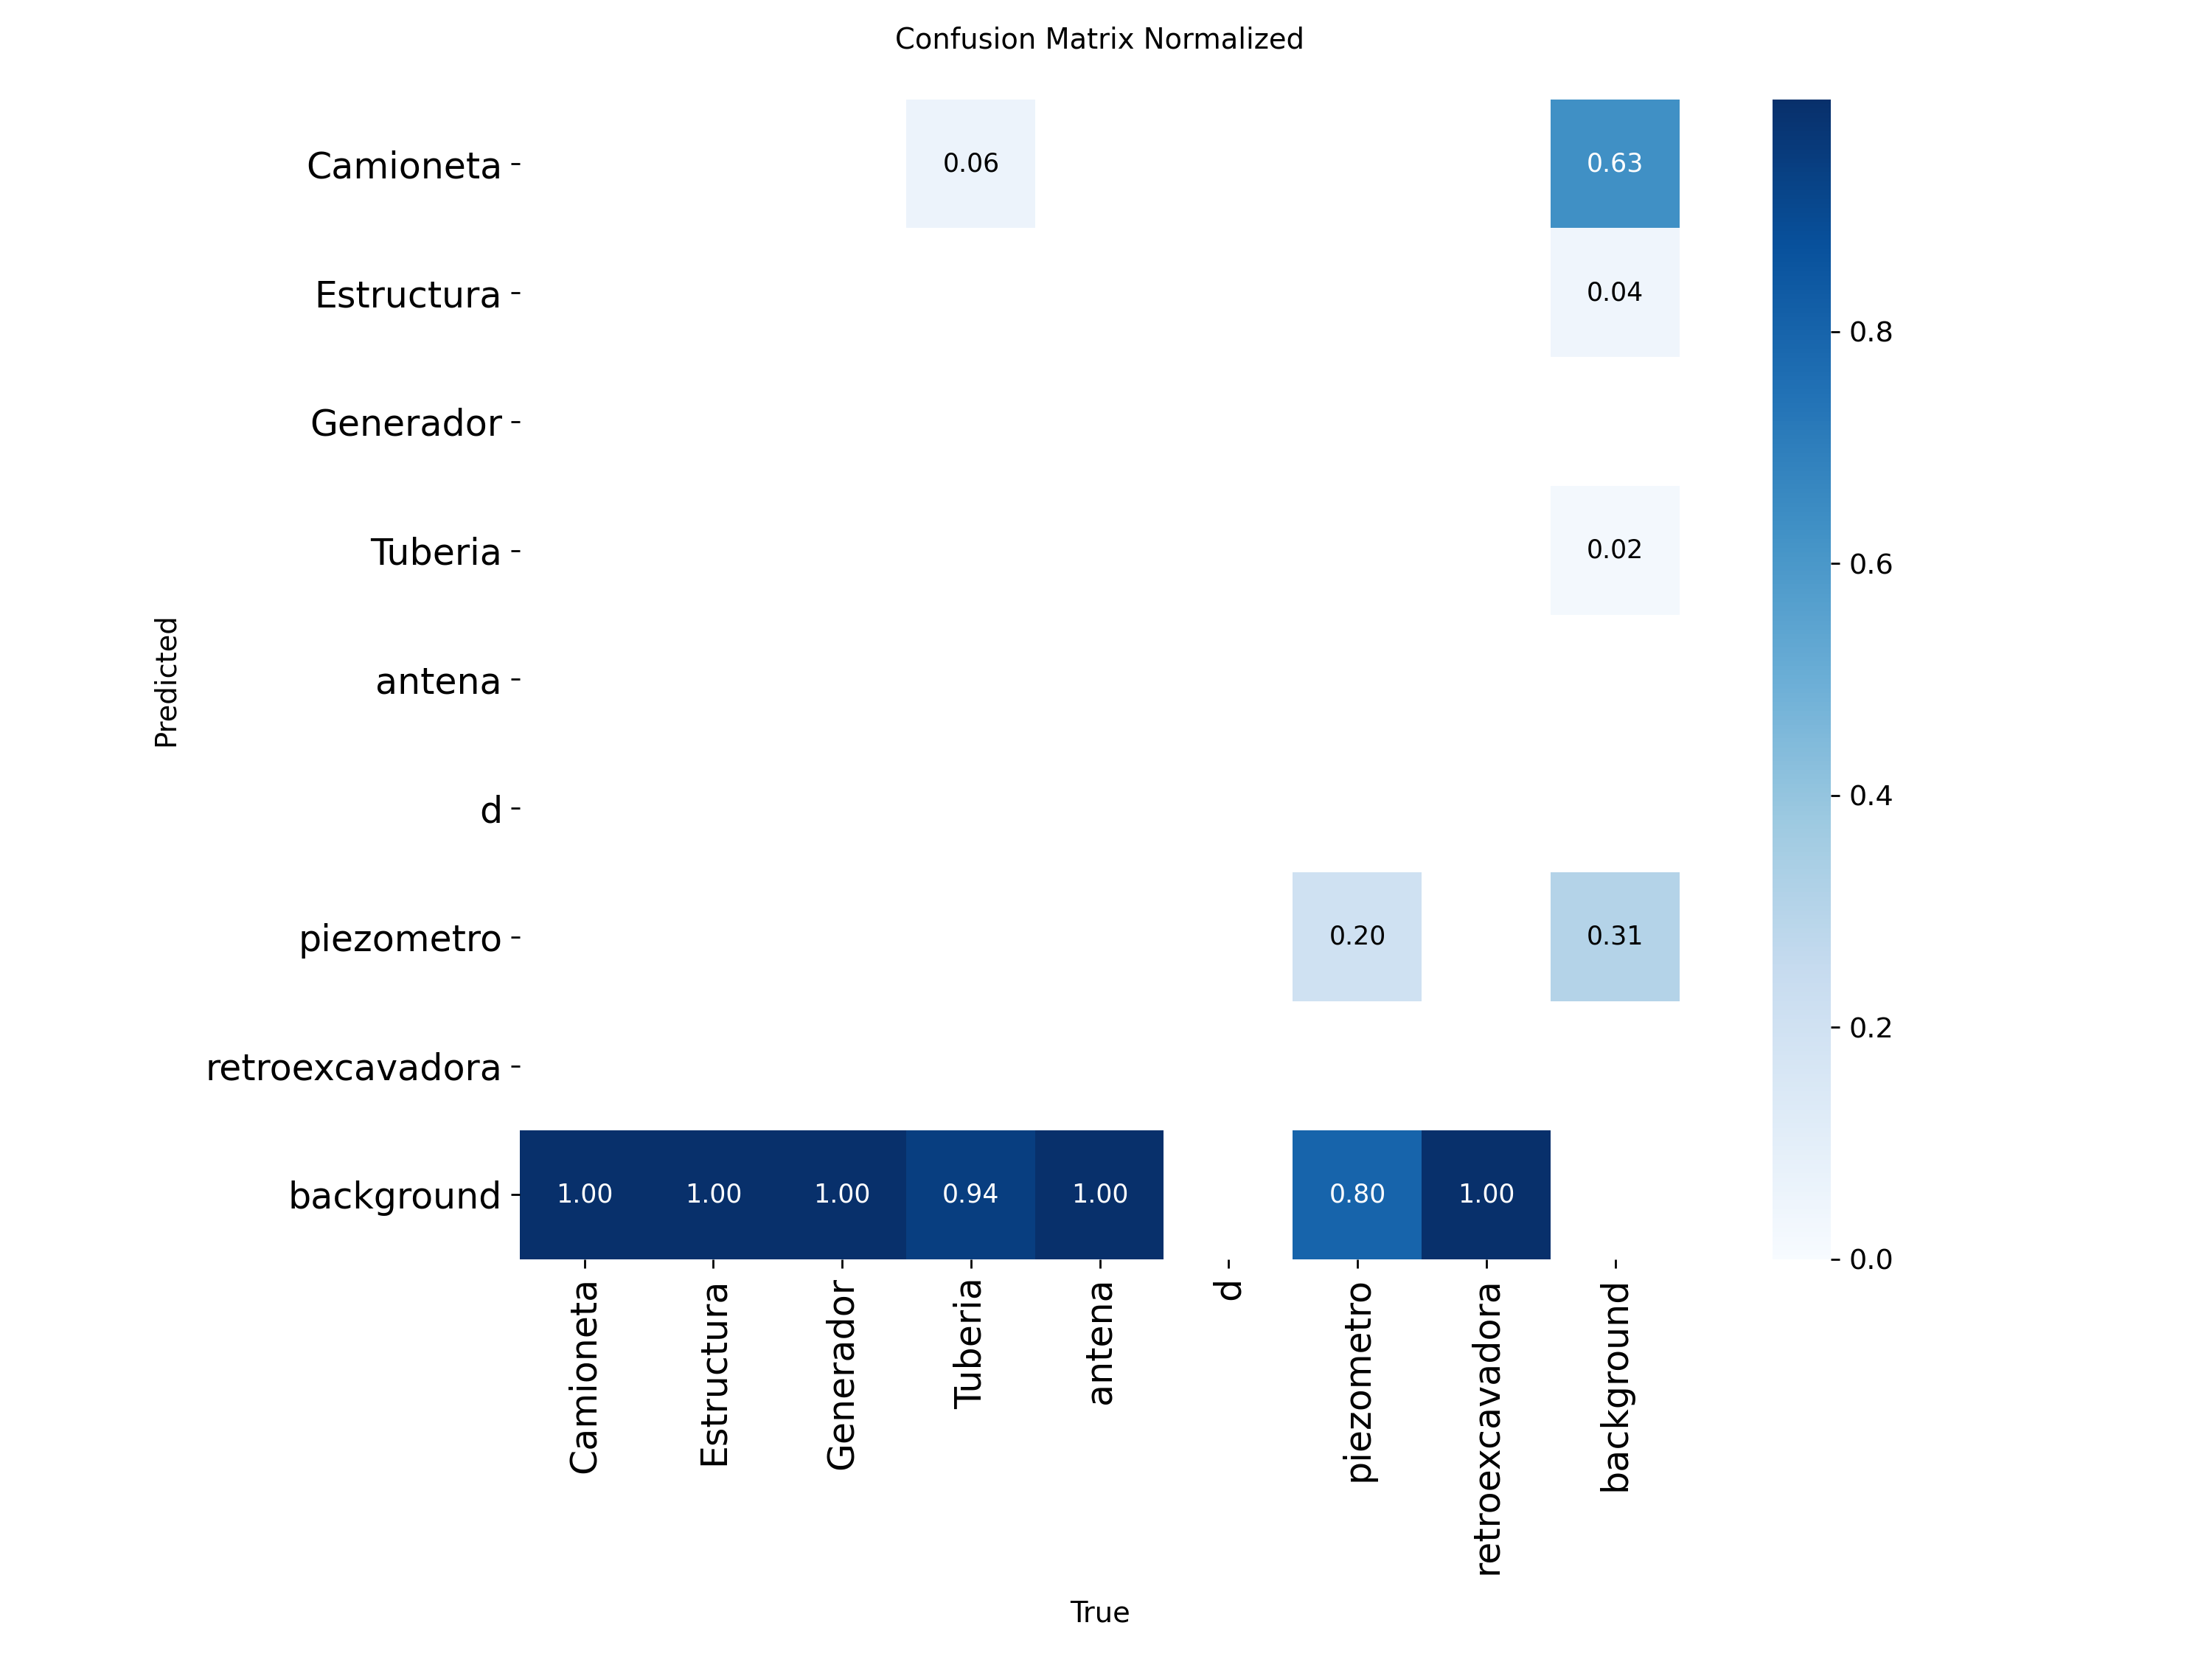 Confusion Matrix Normalized
Camioneta
0.06
0.63
Estructura
0.04
Generador
Tuberia
0.02
antena
d
piezometro
0.20
0.31
retroexcavadora
background
1.00
1.00
1.00
0.94
1.00
0.80
1.00
Predicted
Camioneta
Estructura
Generador
Tuberia
antena
d
piezometro
retroexcavadora
background
True
0.8
0.6
0.4
0.2
0.0